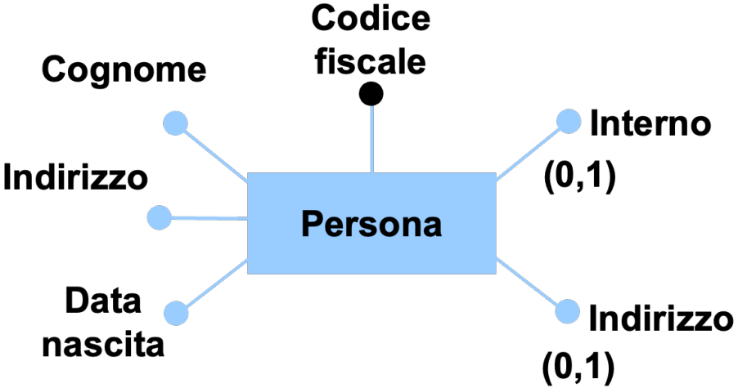 Codice
fiscale
Cognome
Interno
(0,1)
Indirizzo
Persona
Data
nascita
Indirizzo
(0,1)